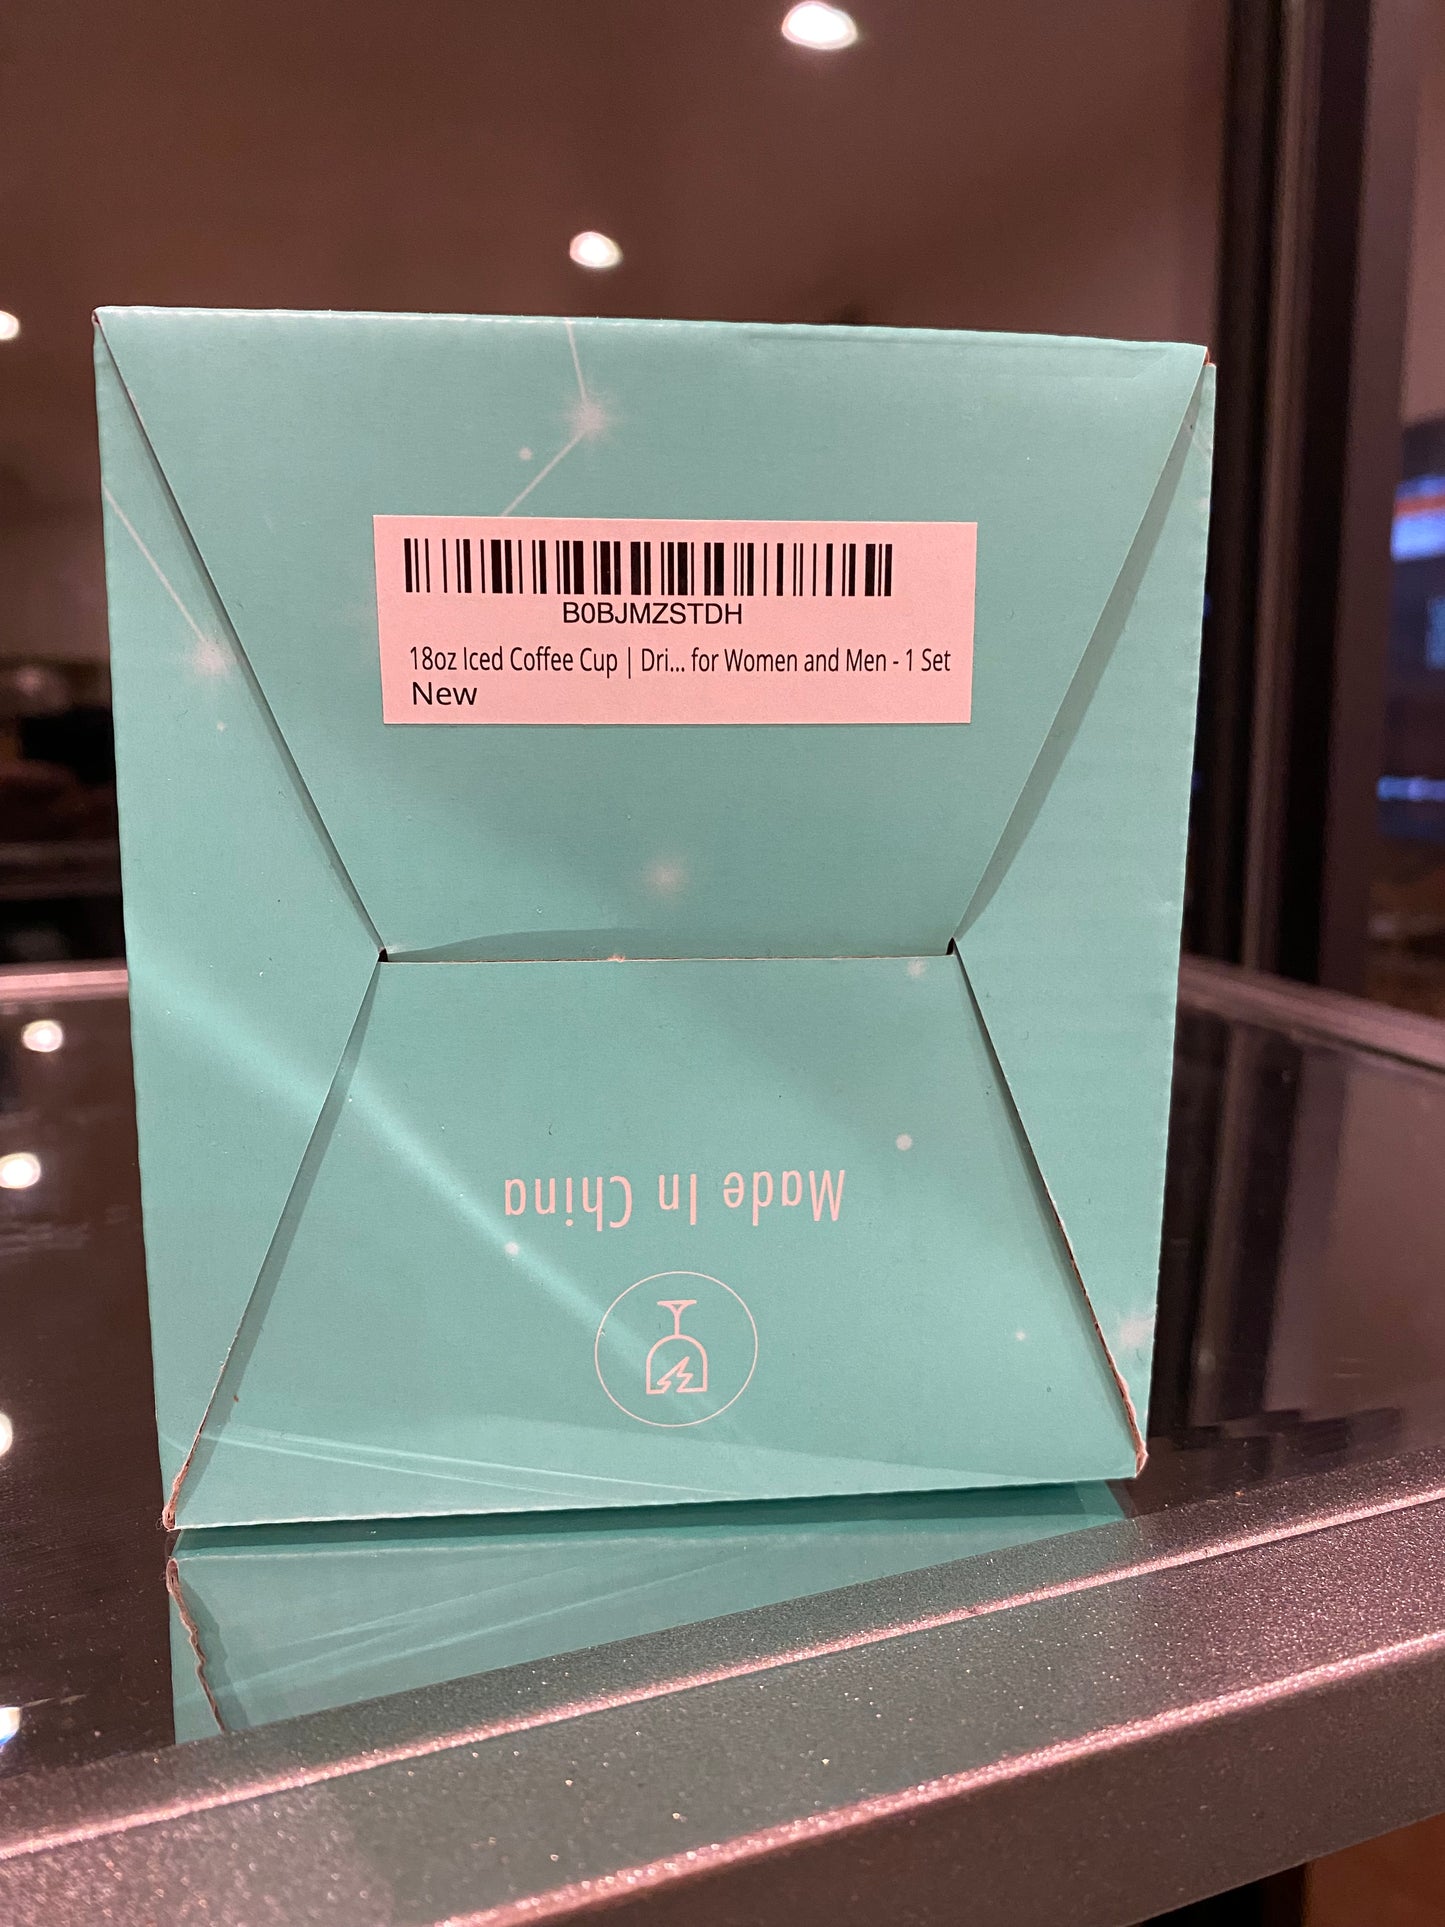 B0BJMZSTDH
18oz Iced Coffee Cup | Dri... for Women and Men - 1 Set
New
Made In China